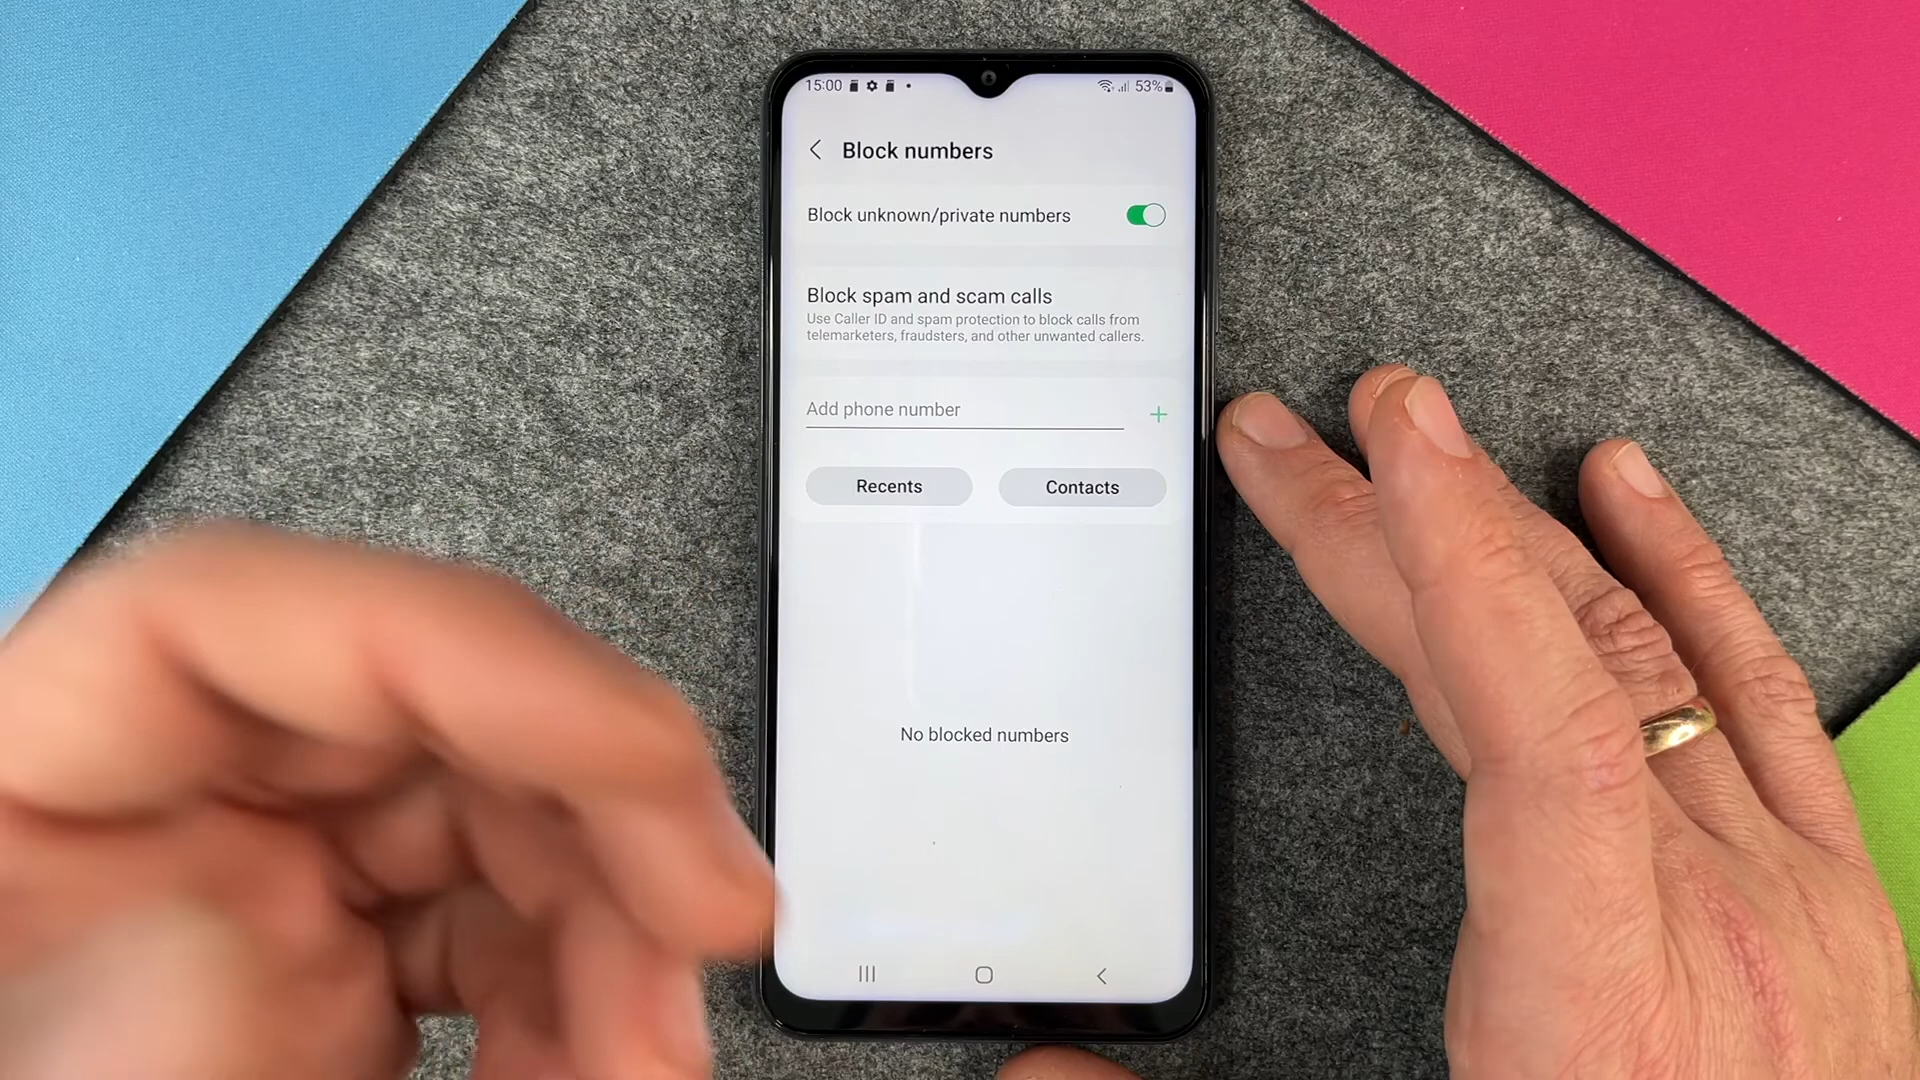 15:00
53%
Block numbers
Block unknown/private numbers
Block spam and scam calls
Use Caller ID and spam protection to block calls from
telemarketers, fraudsters, and other unwanted callers.
Add phone number
Recents
Contacts
No blocked numbers